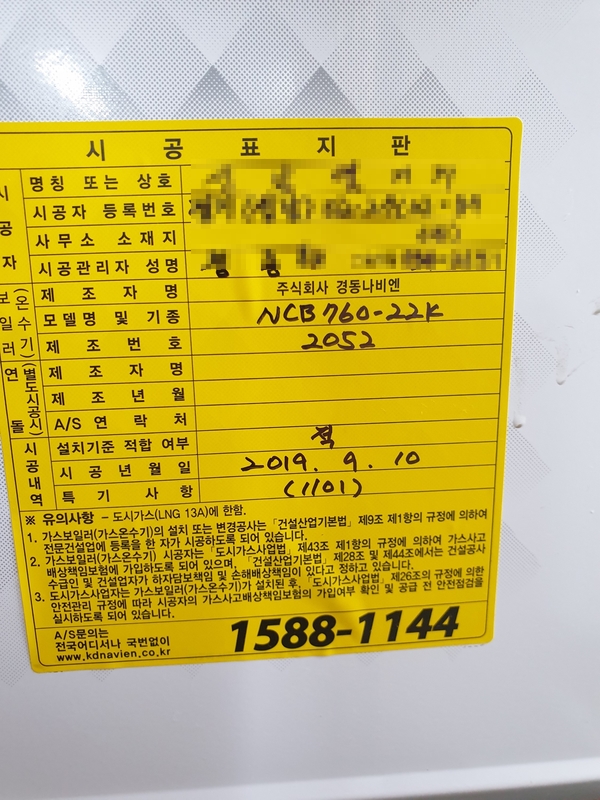 시 공 표 지 판
시 공 자
명칭 또는 상호
시공자 등록번호
사무소 소재지
시공관리자 성명
보일러 (온수기)
제 조 자 명 주식회사 경동나비엔
모델명 및 기종 NCB760-22K
제 조 번 호 2052
연 돌 (별도시공시)
제 조 자 명
제 조 년 월
A/S 연 락 처
시공내역
설치기준 적합 여부 적
시 공 년 월 일 2019. 9. 10
특 기 사 항 (1101)
※ 유의사항 - 도시가스(LNG 13A)에 한함.
1. 가스보일러(가스온수기)의 설치 또는 변경공사는 「건설산업기본법」 제9조 제1항의 규정에 의하여
전문건설업에 등록을 한 자가 시공하도록 되어 있습니다.
2. 가스보일러(가스온수기) 시공자는 「도시가스사업법」 제43조 제1항의 규정에 의하여 가스사고
배상책임보험에 가입하도록 되어 있으며, 「건설산업기본법」 제28조 및 제44조에서는 건설공사
수급인 및 건설업자가 하자담보책임 및 손해배상책임이 있다고 정하고 있습니다.
3. 도시가스사업자는 가스보일러(가스온수기)가 설치된 후, 「도시가스사업법」 제26조의 규정에 의한
안전관리 규정에 따라 시공자의 가스사고배상책임보험의 가입여부 확인 및 공급 전 안전점검을
실시하도록 되어 있습니다.
A/S문의는
전국어디서나 국번없이
www.kdnavien.co.kr
1588-1144